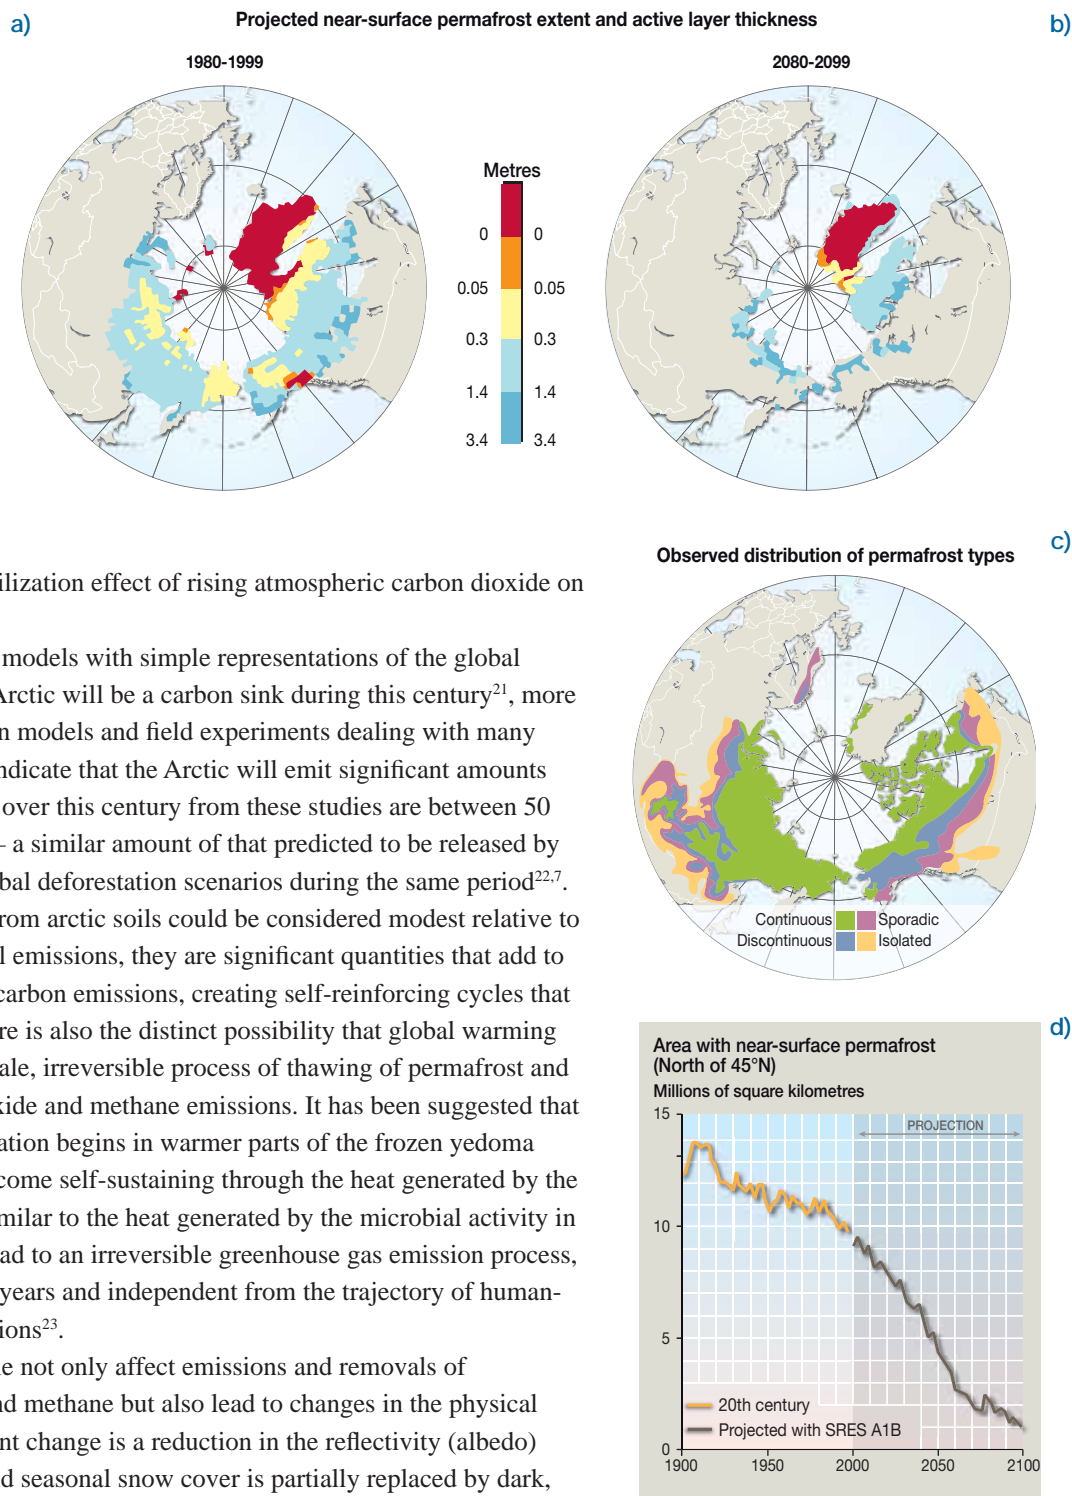 a)
Projected near-surface permafrost extent and active layer thickness
b)
1980-1999
2080-2099
Metres
0 0
0.05 0.05
0.3 0.3
1.4 1.4
3.4 3.4
c)
Observed distribution of permafrost types
Continuous Sporadic
Discontinuous Isolated
ilization effect of rising atmospheric carbon dioxide on
models with simple representations of the global
Arctic will be a carbon sink during this century21, more
n models and field experiments dealing with many
ndicate that the Arctic will emit significant amounts
over this century from these studies are between 50
– a similar amount of that predicted to be released by
bal deforestation scenarios during the same period22,7.
rom arctic soils could be considered modest relative to
l emissions, they are significant quantities that add to
carbon emissions, creating self-reinforcing cycles that
re is also the distinct possibility that global warming
ale, irreversible process of thawing of permafrost and
xide and methane emissions. It has been suggested that
ation begins in warmer parts of the frozen yedoma
come self-sustaining through the heat generated by the
milar to the heat generated by the microbial activity in
ad to an irreversible greenhouse gas emission process,
years and independent from the trajectory of human-
ions23.
le not only affect emissions and removals of
nd methane but also lead to changes in the physical
nt change is a reduction in the reflectivity (albedo)
d seasonal snow cover is partially replaced by dark,
d)
Area with near-surface permafrost
(North of 45°N)
Millions of square kilometres
15
PROJECTION
10
5
20th century
Projected with SRES A1B
0
1900 1950 2000 2050 2100